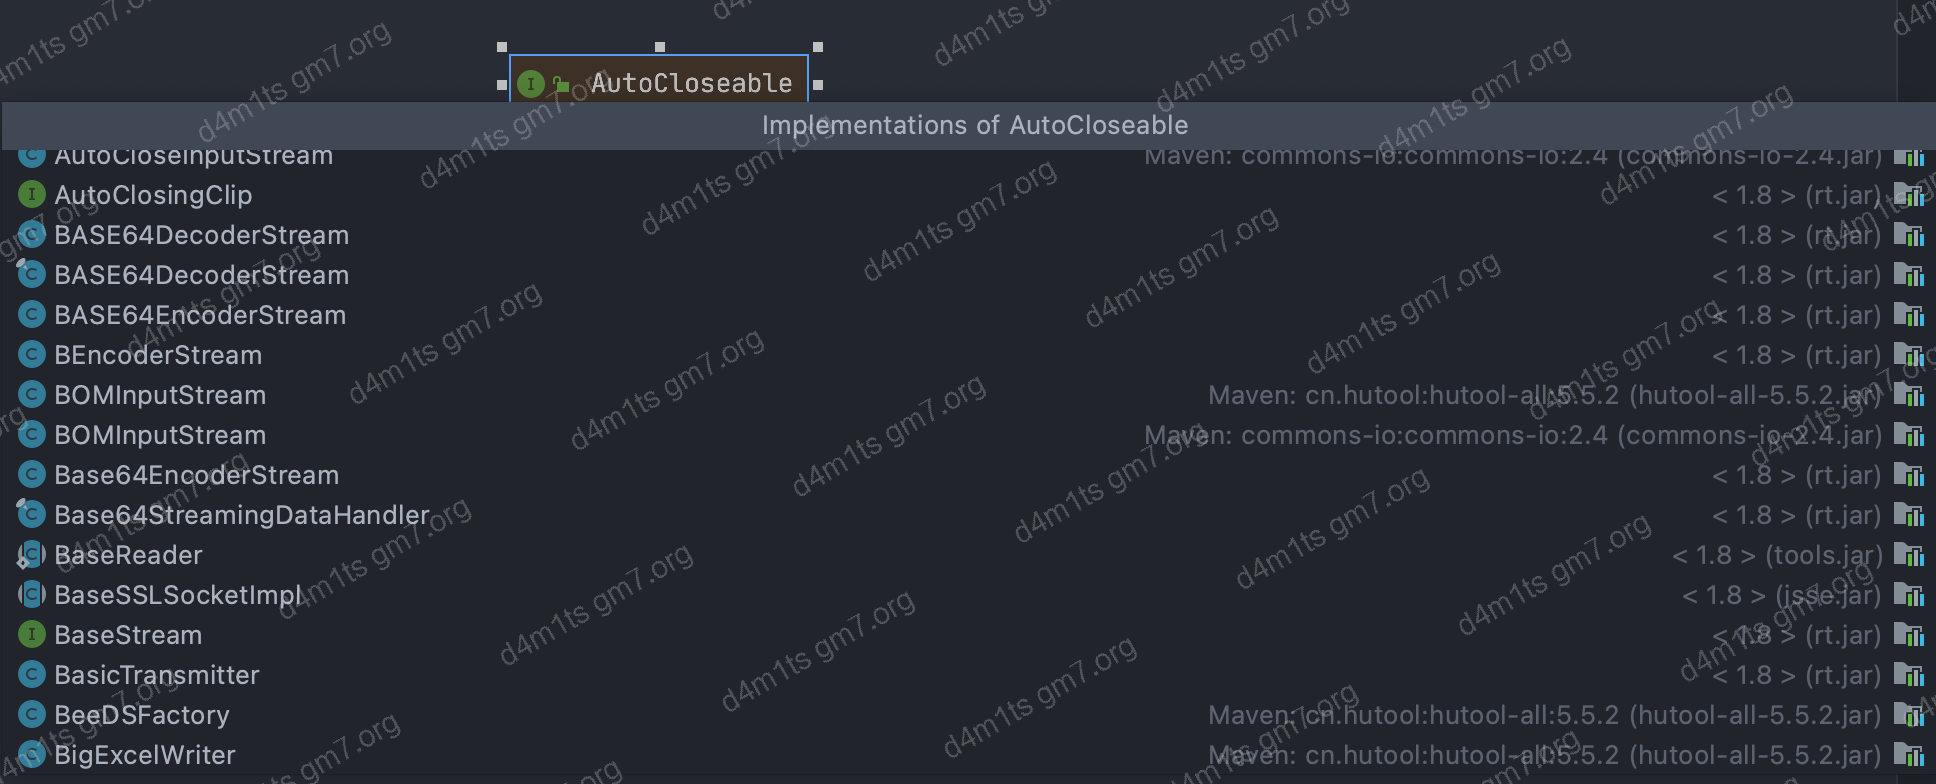 AutoCloseable
Implementations of AutoCloseable
AutoCloseInputStream Maven: commons-io:commons-io:2.4 (commons-io-2.4.jar)
AutoClosingClip < 1.8 > (rt.jar)
BASE64DecoderStream < 1.8 > (rt.jar)
BASE64DecoderStream < 1.8 > (rt.jar)
BASE64EncoderStream < 1.8 > (rt.jar)
BEncoderStream < 1.8 > (rt.jar)
BOMInputStream Maven: cn.hutool:hutool-all:5.5.2 (hutool-all-5.5.2.jar)
BOMInputStream Maven: commons-io:commons-io:2.4 (commons-io-2.4.jar)
Base64EncoderStream < 1.8 > (rt.jar)
Base64StreamingDataHandler < 1.8 > (rt.jar)
BaseReader < 1.8 > (tools.jar)
BaseSSLSocketImpl < 1.8 > (jsse.jar)
BaseStream < 1.8 > (rt.jar)
BasicTransmitter < 1.8 > (rt.jar)
BeeDSFactory Maven: cn.hutool:hutool-all:5.5.2 (hutool-all-5.5.2.jar)
BigExcelWriter Maven: cn.hutool:hutool-all:5.5.2 (hutool-all-5.5.2.jar)
d4m1ts gm7.org